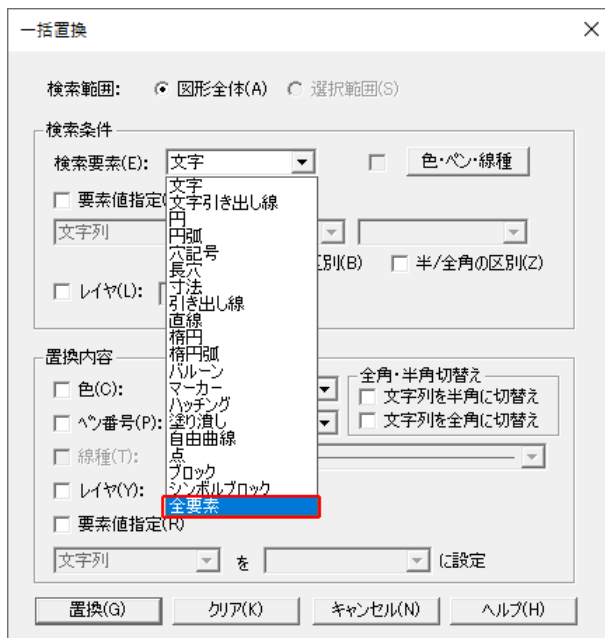 一括置換
検索範囲: 図形全体(A) 選択範囲(S)
検索条件
検索要素(E): 文字 色・ペン・線種
文字
要素値指定(
文字引き出し線
円
文字列
円弧
穴記号
区別(B) 半/全角の区別(Z)
長穴
寸法
レイヤ(L):
引き出し線
直線
楕円
楕円弧
置換内容
バルーン
全角・半角切替え
色(C):
マーカー
文字列を半角に切替え
ハッチング
ペン番号(P):
塗り潰し
文字列を全角に切替え
自由曲線
線種(T):
点
ブロック
レイヤ(Y):
シンボルブロック
全要素
要素値指定(R)
文字列 を に設定
置換(G) クリア(K) キャンセル(N) ヘルプ(H)